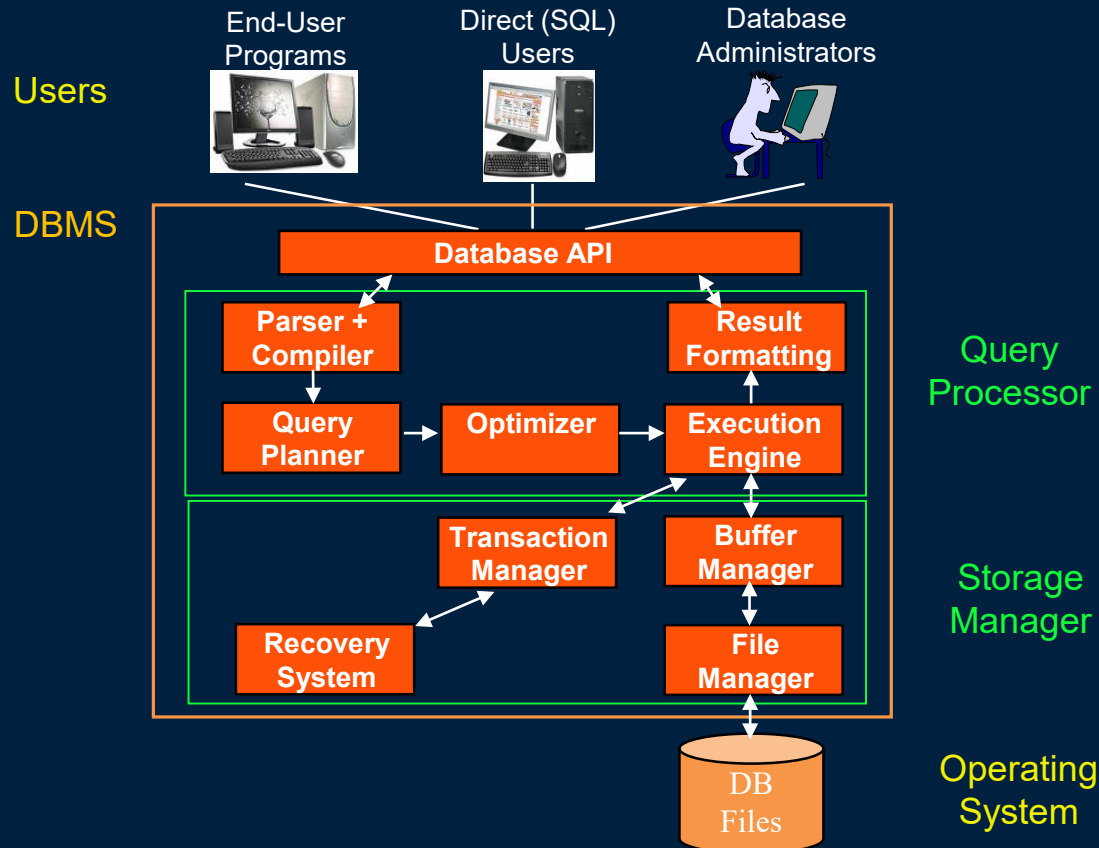 End-User
Programs
Direct (SQL)
Users
Database
Administrators
Users
DBMS
Database API
Parser +
Compiler
Result
Formatting
Query
Processor
Query
Planner
Optimizer
Execution
Engine
Transaction
Manager
Buffer
Manager
Storage
Manager
Recovery
System
File
Manager
DB
Files
Operating
System